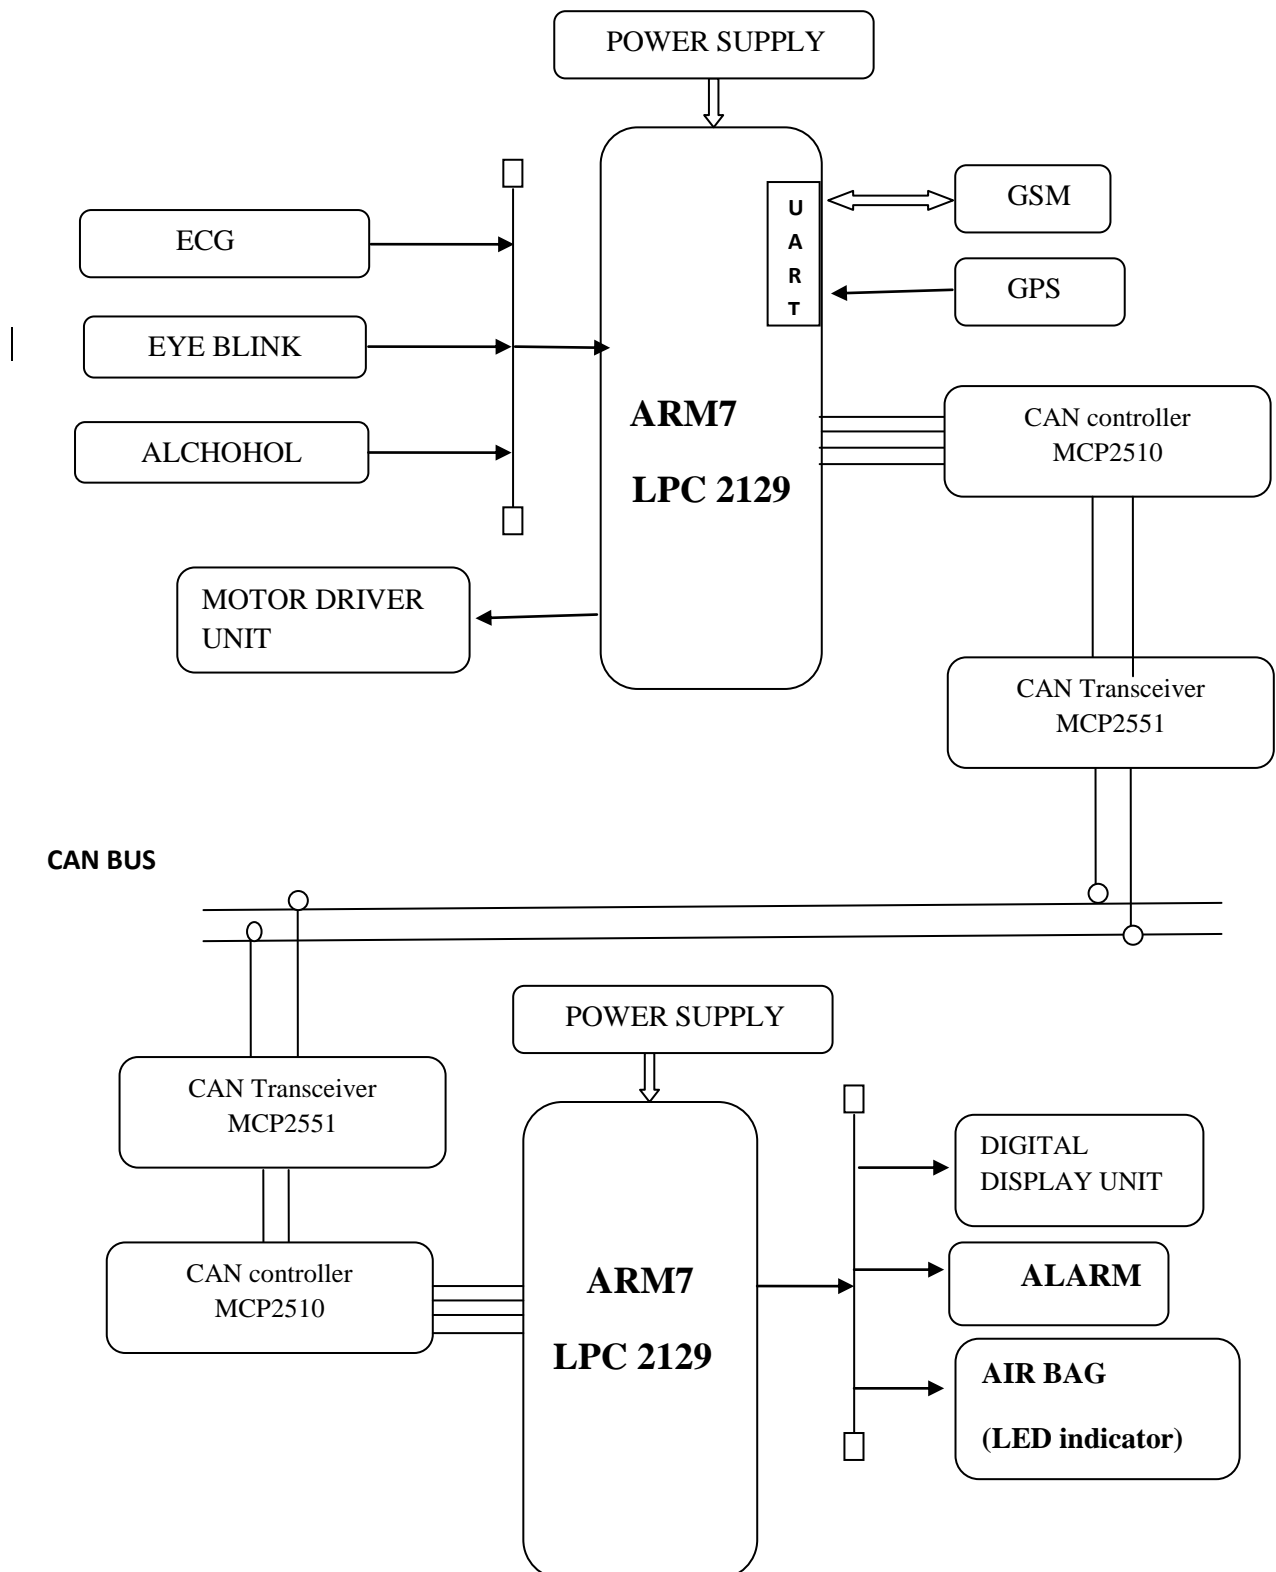 POWER SUPPLY
U
A
R
T
GSM
ECG
GPS
EYE BLINK
ALCHOHOL
ARM7
LPC 2129
CAN controller
MCP2510
MOTOR DRIVER
UNIT
CAN Transceiver
MCP2551
CAN BUS
POWER SUPPLY
CAN Transceiver
MCP2551
DIGITAL
DISPLAY UNIT
CAN controller
MCP2510
ARM7
LPC 2129
ALARM
AIR BAG
(LED indicator)